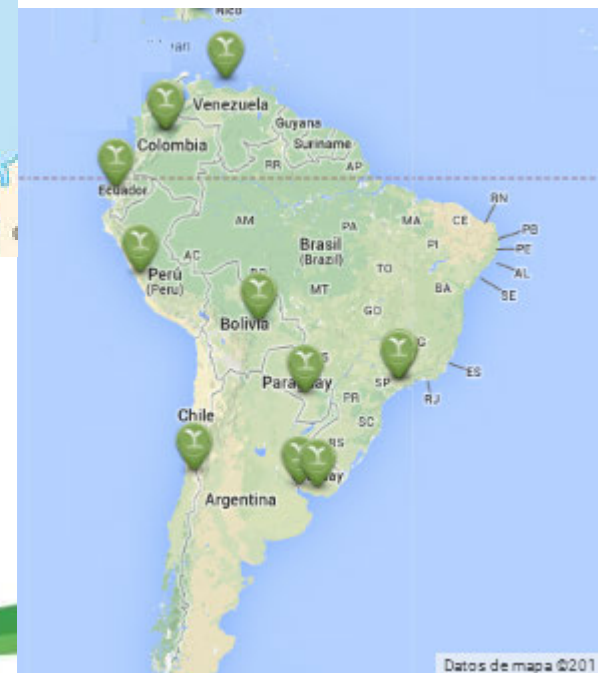 Venezuela
Guyana
Colombia
Suriname
RR
AP
Ecuador
RN
AM
PA
MA
CE
PB
Brasil
(Brazil)
PI
PE
AC
TO
AL
Perú
(Peru)
MT
BA
SE
GO
Bolivia
ES
SP
RJ
PR
Chile
SC
RS
Argentina
Datos de mapa ©201